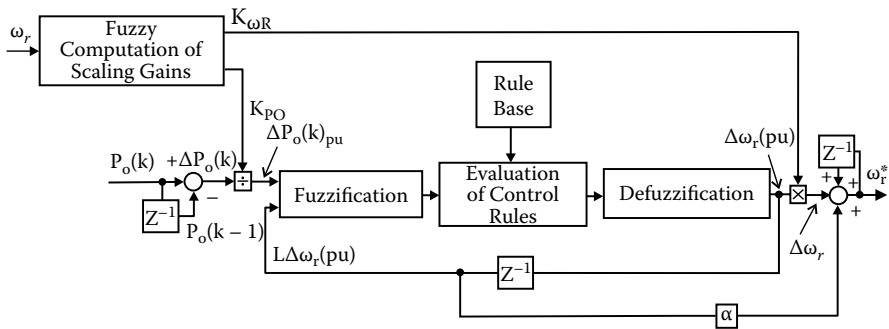 K_ωR
ω_r
Fuzzy
Computation of
Scaling Gains
K_PO
Rule
Base
ΔP_o(k)_pu
Δω_r(pu)
P_o(k)
+ΔP_o(k)
÷
Z⁻¹
−
P_o(k − 1)
Fuzzification
Evaluation
of Control
Rules
Defuzzification
×
Z⁻¹
+
+
+
+
ω_r^*
Δω_r
LΔω_r(pu)
Z⁻¹
α